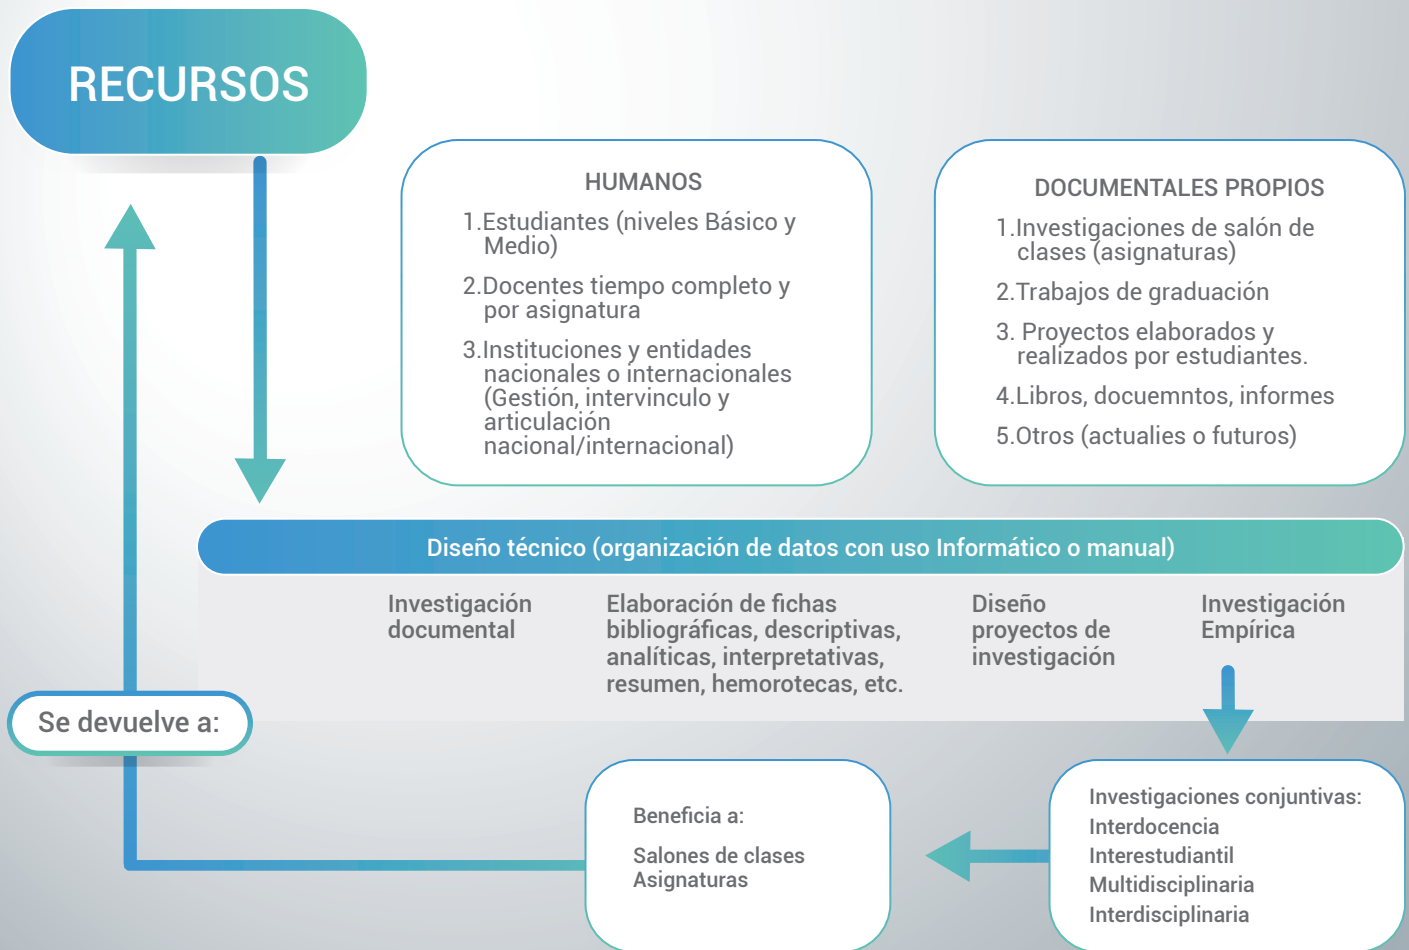 RECURSOS
HUMANOS
1.Estudiantes (niveles Básico y
Medio)
2.Docentes tiempo completo y
por asignatura
3.Instituciones y entidades
nacionales o internacionales
(Gestión, intervinculo y
articulación
nacional/internacional)
DOCUMENTALES PROPIOS
1.Investigaciones de salón de
clases (asignaturas)
2.Trabajos de graduación
3. Proyectos elaborados y
realizados por estudiantes.
4.Libros, docuemntos, informes
5.Otros (actualies o futuros)
Diseño técnico (organización de datos con uso Informático o manual)
Investigación
documental
Elaboración de fichas
bibliográficas, descriptivas,
analíticas, interpretativas,
resumen, hemorotecas, etc.
Diseño
proyectos de
investigación
Investigación
Empírica
Se devuelve a:
Beneficia a:
Salones de clases
Asignaturas
Investigaciones conjuntivas:
Interdocencia
Interestudiantil
Multidisciplinaria
Interdisciplinaria